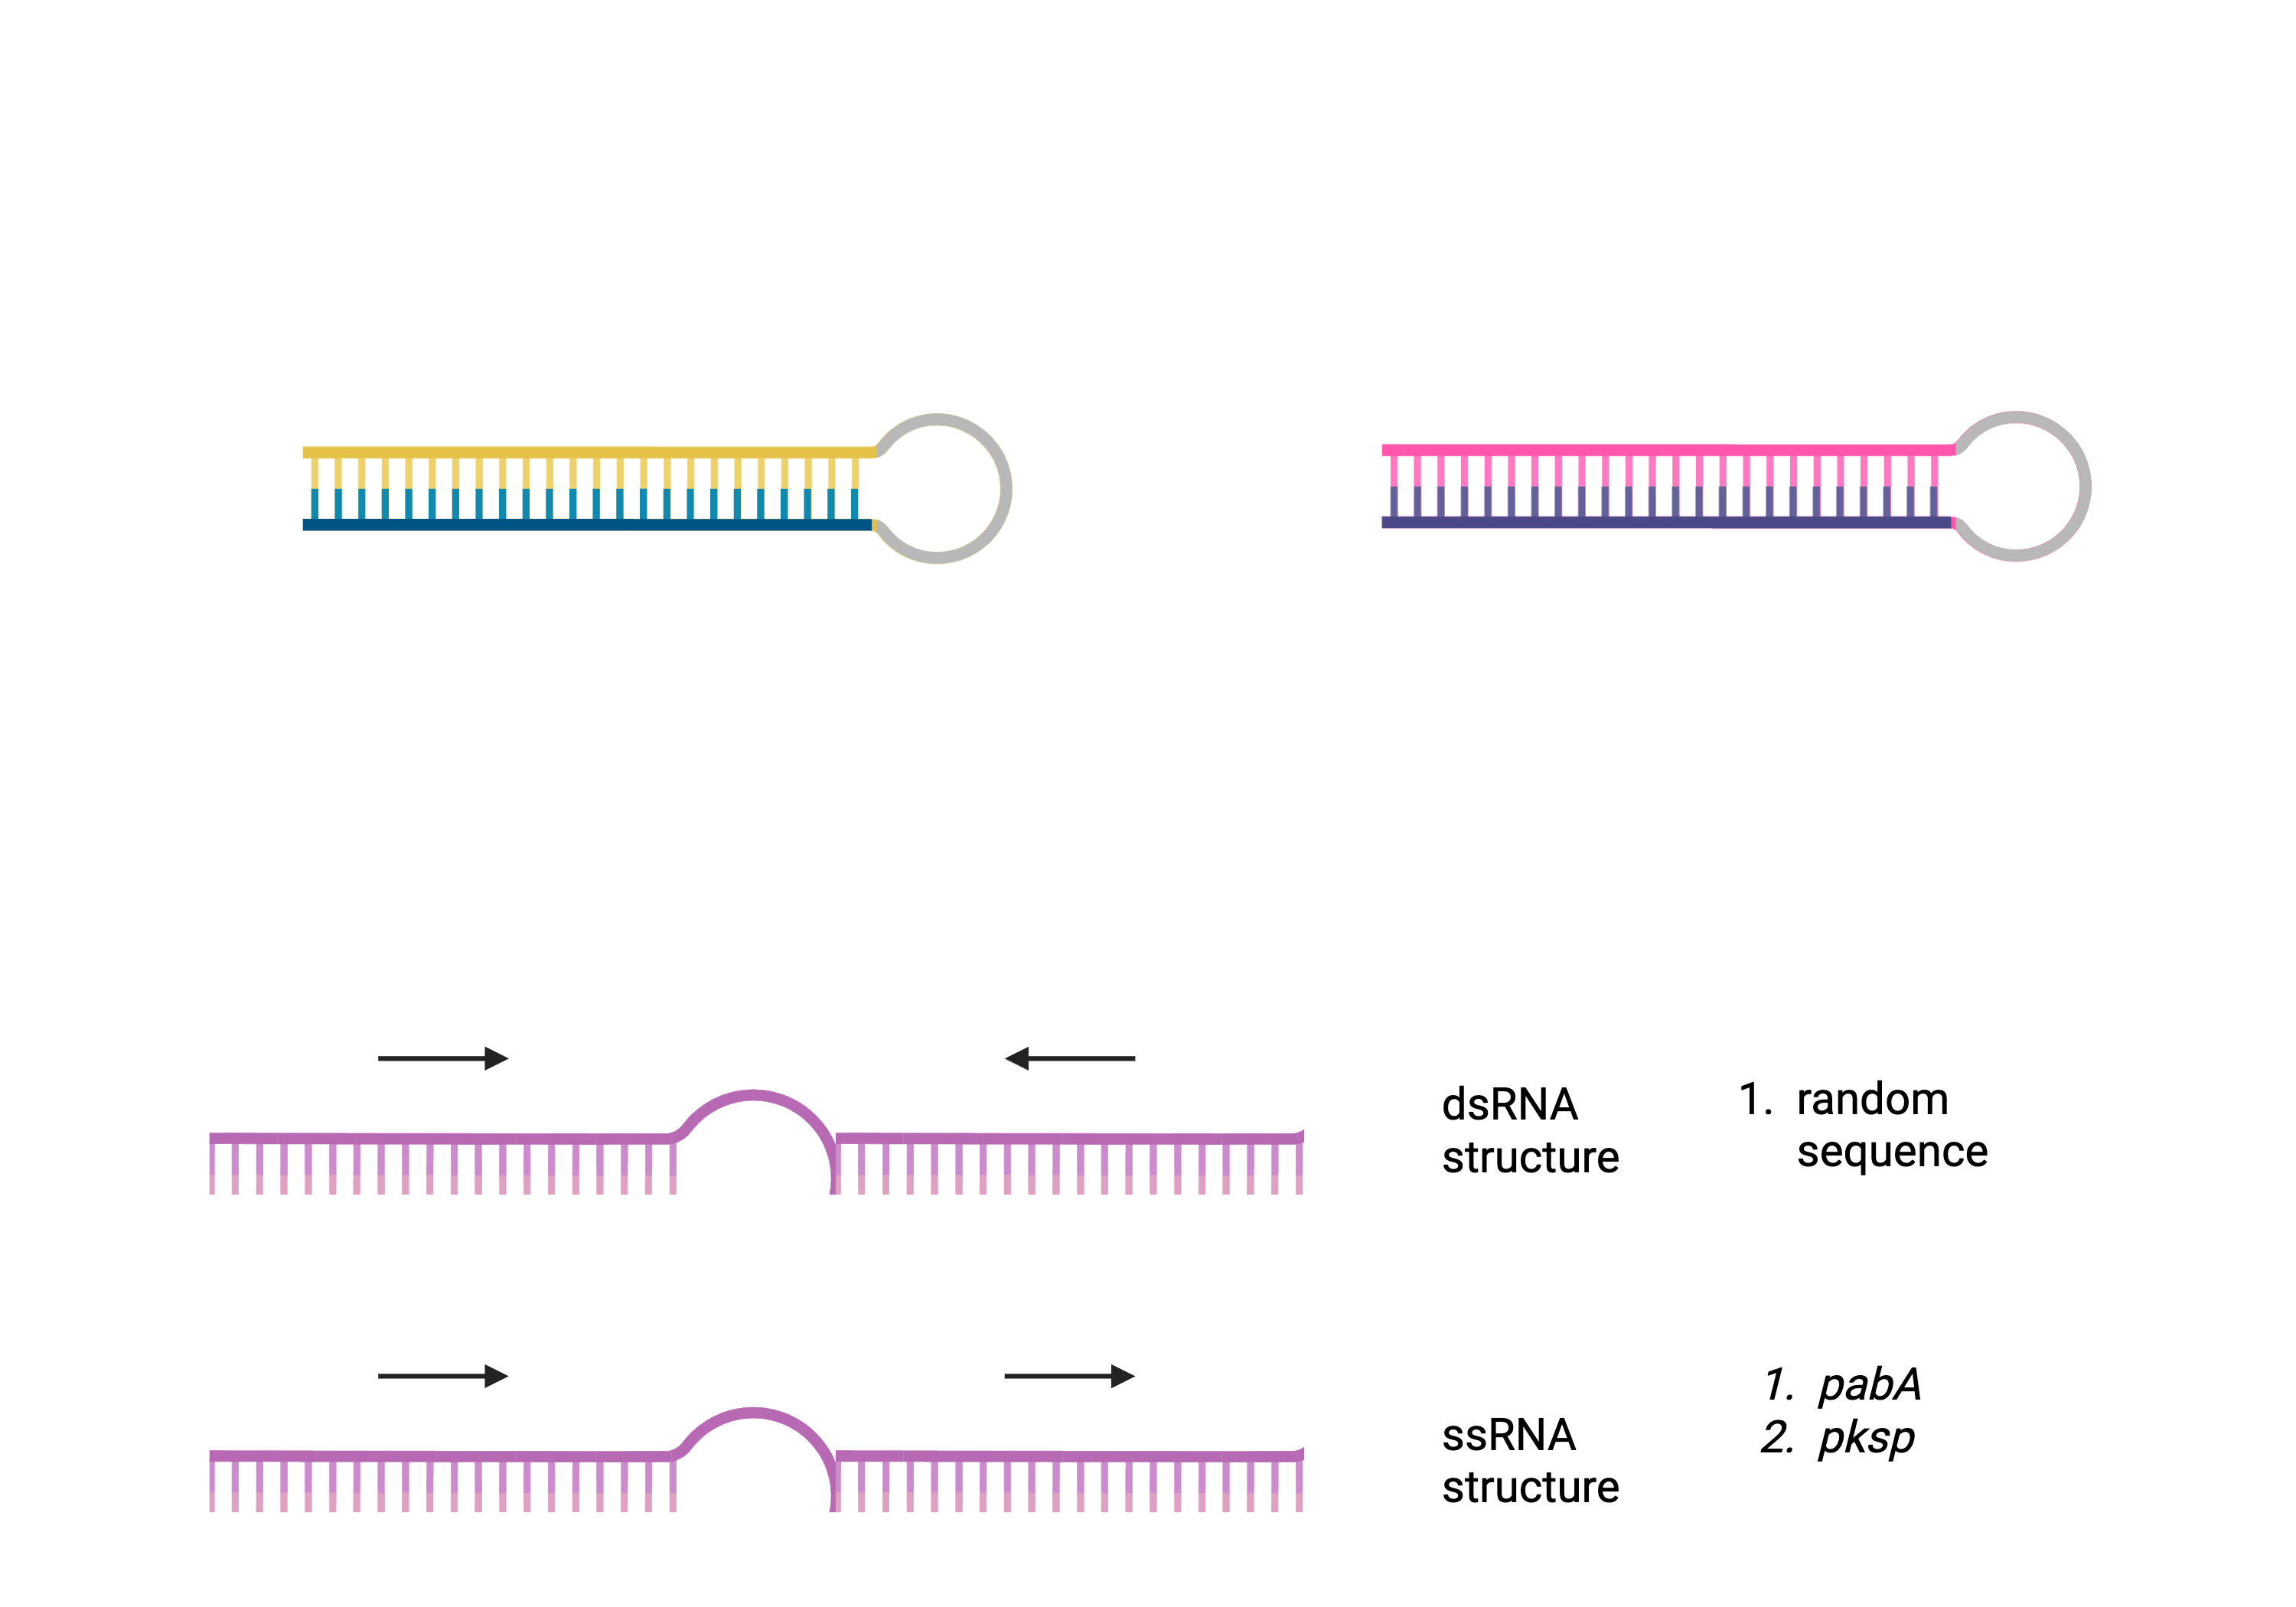 dsRNA
structure
1. random
sequence
ssRNA
structure
1. pabA
2. pksp